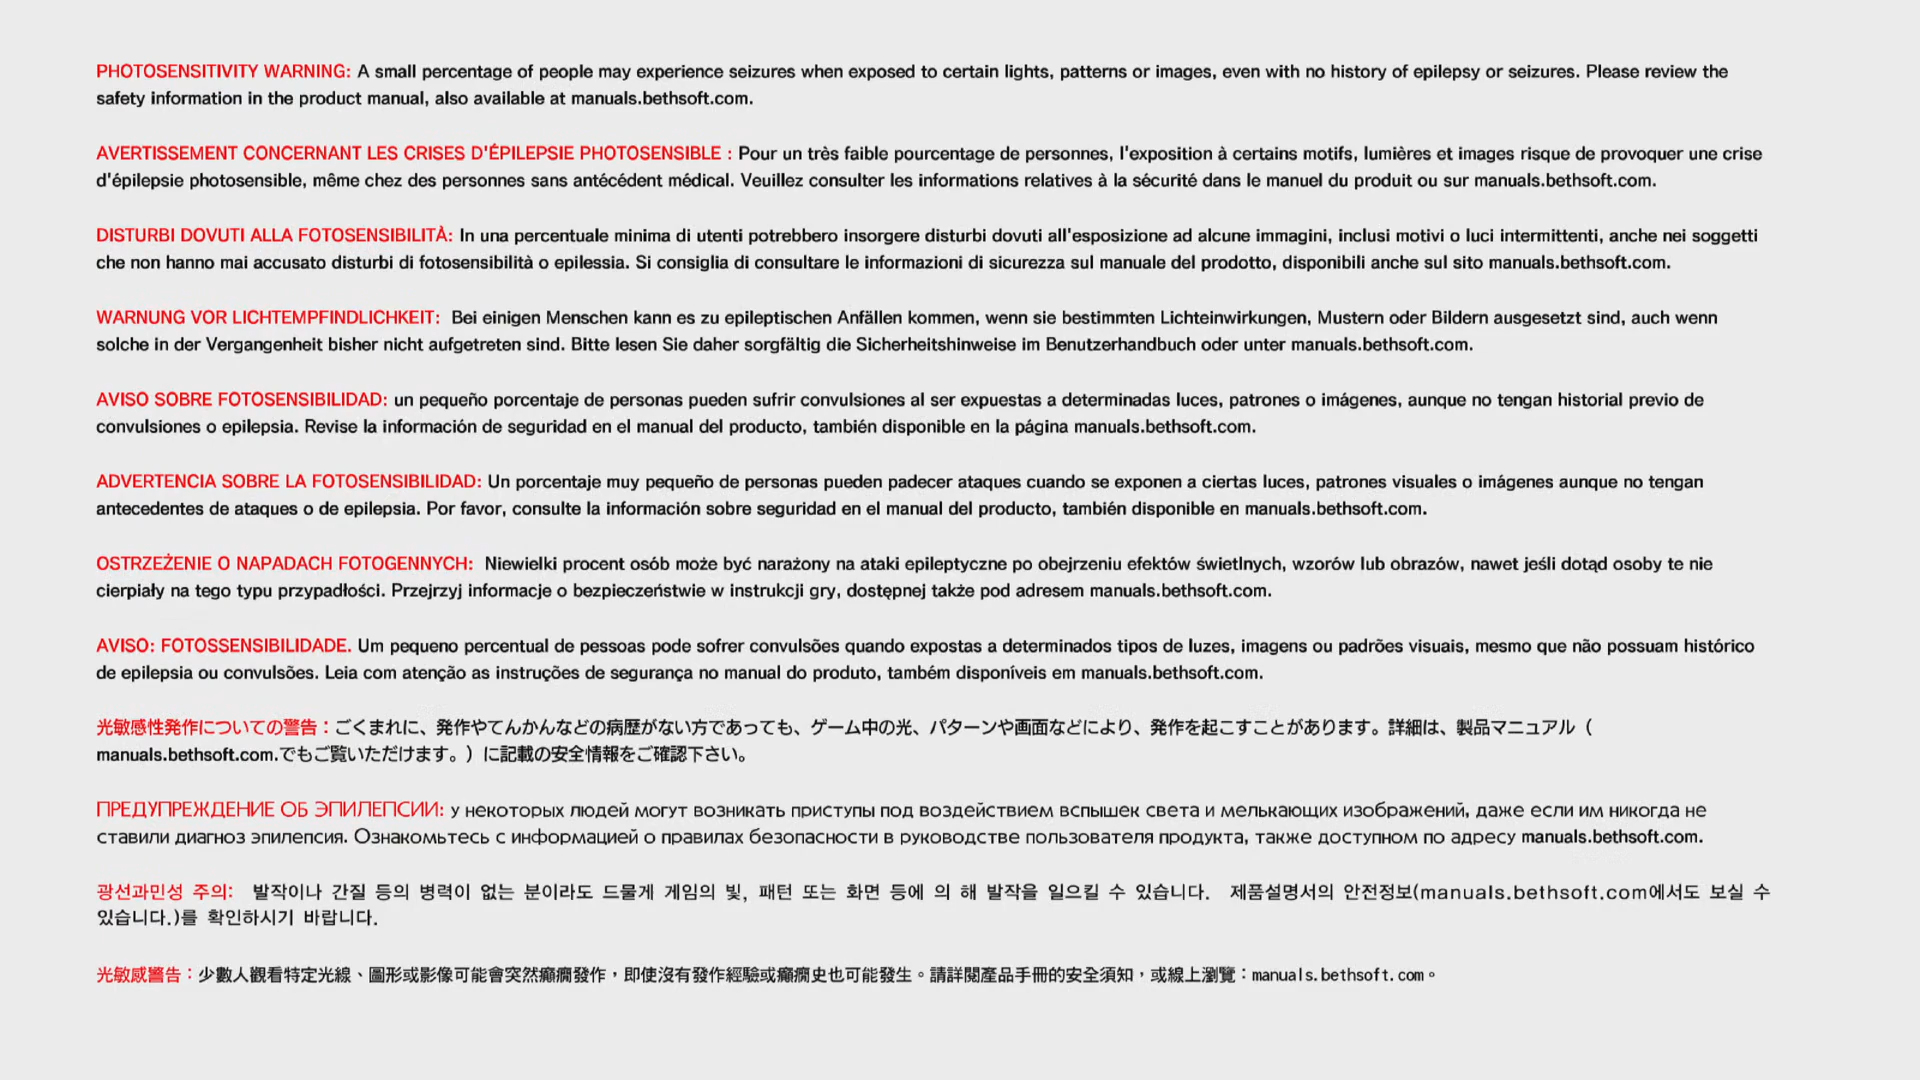 PHOTOSENSITIVITY WARNING: A small percentage of people may experience seizures when exposed to certain lights, patterns or images, even with no history of epilepsy or seizures. Please review the
safety information in the product manual, also available at manuals.bethsoft.com.
AVERTISSEMENT CONCERNANT LES CRISES D'ÉPILEPSIE PHOTOSENSIBLE : Pour un très faible pourcentage de personnes, l'exposition à certains motifs, lumières et images risque de provoquer une crise
d'épilepsie photosensible, même chez des personnes sans antécédent médical. Veuillez consulter les informations relatives à la sécurité dans le manuel du produit ou sur manuals.bethsoft.com.
DISTURBI DOVUTI ALLA FOTOSENSIBILITÀ: In una percentuale minima di utenti potrebbero insorgere disturbi dovuti all'esposizione ad alcune immagini, inclusi motivi o luci intermittenti, anche nei soggetti
che non hanno mai accusato disturbi di fotosensibilità o epilessia. Si consiglia di consultare le informazioni di sicurezza sul manuale del prodotto, disponibili anche sul sito manuals.bethsoft.com.
WARNUNG VOR LICHTEMPFINDLICHKEIT: Bei einigen Menschen kann es zu epileptischen Anfällen kommen, wenn sie bestimmten Lichteinwirkungen, Mustern oder Bildern ausgesetzt sind, auch wenn
solche in der Vergangenheit bisher nicht aufgetreten sind. Bitte lesen Sie daher sorgfältig die Sicherheitshinweise im Benutzerhandbuch oder unter manuals.bethsoft.com.
AVISO SOBRE FOTOSENSIBILIDAD: un pequeño porcentaje de personas pueden sufrir convulsiones al ser expuestas a determinadas luces, patrones o imágenes, aunque no tengan historial previo de
convulsiones o epilepsia. Revise la información de seguridad en el manual del producto, también disponible en la página manuals.bethsoft.com.
ADVERTENCIA SOBRE LA FOTOSENSIBILIDAD: Un porcentaje muy pequeño de personas pueden padecer ataques cuando se exponen a ciertas luces, patrones visuales o imágenes aunque no tengan
antecedentes de ataques o de epilepsia. Por favor, consulte la información sobre seguridad en el manual del producto, también disponible en manuals.bethsoft.com.
OSTRZEŻENIE O NAPADACH FOTOGENNYCH: Niewielki procent osób może być narażony na ataki epileptyczne po obejrzeniu efektów świetlnych, wzorów lub obrazów, nawet jeśli dotąd osoby te nie
cierpiały na tego typu przypadłości. Przejrzyj informacje o bezpieczeństwie w instrukcji gry, dostępnej także pod adresem manuals.bethsoft.com.
AVISO: FOTOSSENSIBILIDADE. Um pequeno percentual de pessoas pode sofrer convulsões quando expostas a determinados tipos de luzes, imagens ou padrões visuais, mesmo que não possuam histórico
de epilepsia ou convulsões. Leia com atenção as instruções de segurança no manual do produto, também disponíveis em manuals.bethsoft.com.
光敏感性発作についての警告：ごくまれに、発作やてんかんなどの病歴がない方であっても、ゲーム中の光、パターンや画面などにより、発作を起こすことがあります。詳細は、製品マニュアル（
manuals.bethsoft.com.でもご覧いただけます。）に記載の安全情報をご確認下さい。
ПРЕДУПРЕЖДЕНИЕ ОБ ЭПИЛЕПСИИ: у некоторых людей могут возникать приступы под воздействием вспышек света и мелькающих изображений, даже если им никогда не
ставили диагноз эпилепсия. Ознакомьтесь с информацией о правилах безопасности в руководстве пользователя продукта, также доступном по адресу manuals.bethsoft.com.
광선과민성 주의: 발작이나 간질 등의 병력이 없는 분이라도 드물게 게임의 빛, 패턴 또는 화면 등에 의 해 발작을 일으킬 수 있습니다. 제품설명서의 안전정보(manuals.bethsoft.com에서도 보실 수
있습니다.)를 확인하시기 바랍니다.
光敏感警告：少數人觀看特定光線、圖形或影像可能會突然癲癇發作，即使沒有發作經驗或癲癇史也可能發生。請詳閱產品手冊的安全須知，或線上瀏覽：manuals.bethsoft.com。